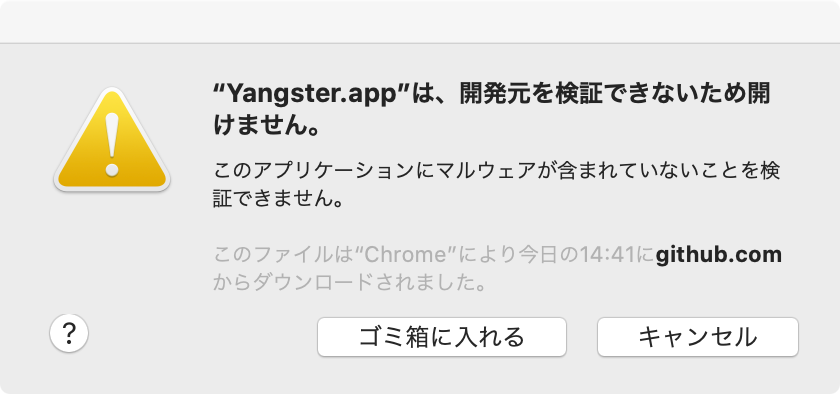 “Yangster.app”は、開発元を検証できないため開
けません。
このアプリケーションにマルウェアが含まれていないことを検
証できません。
このファイルは“Chrome”により今日の14:41にgithub.com
からダウンロードされました。
?
ゴミ箱に入れる
キャンセル